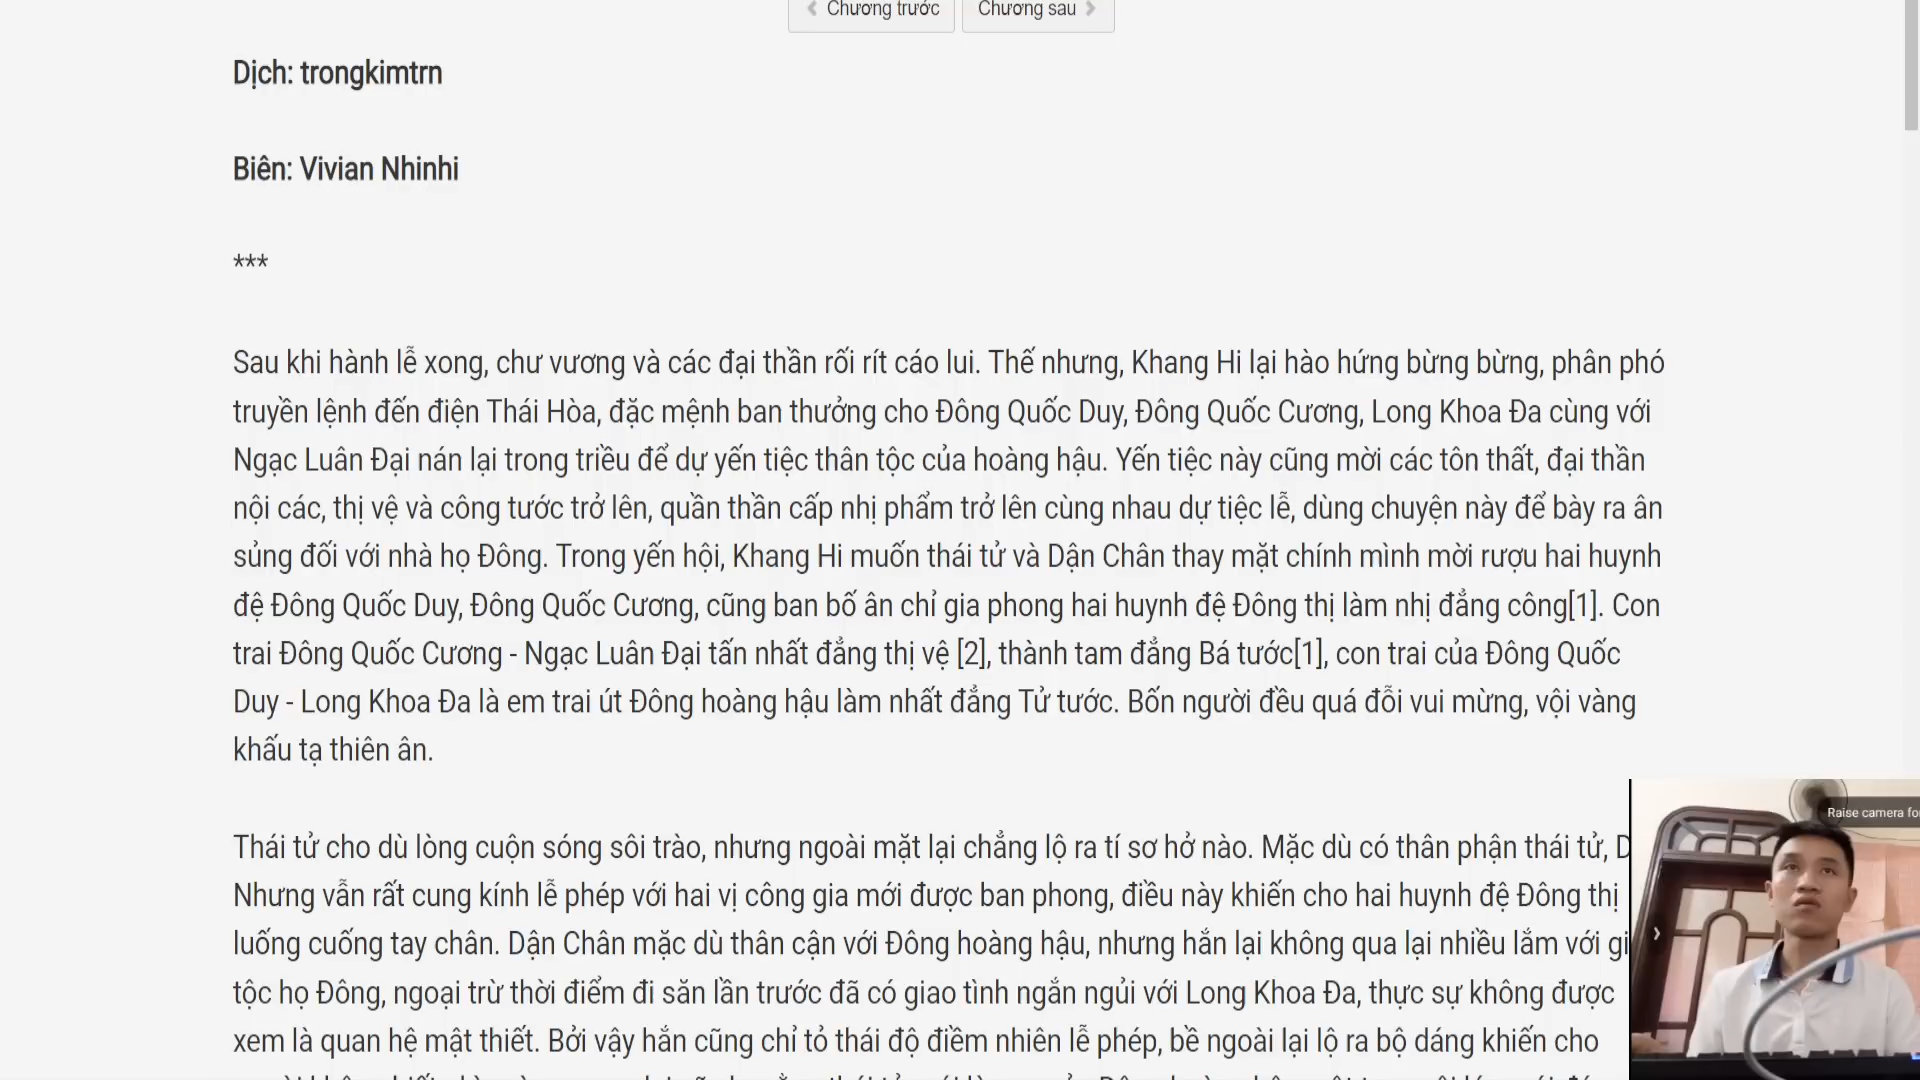 Chương trước Chương sau
Dịch: trongkimtrn
Biên: Vivian Nhinhi
***
Sau khi hành lễ xong, chư vương và các đại thần rối rít cáo lui. Thế nhưng, Khang Hi lại hào hứng bừng bừng, phân phó
truyền lệnh đến điện Thái Hòa, đặc mệnh ban thưởng cho Đông Quốc Duy, Đông Quốc Cương, Long Khoa Đa cùng với
Ngạc Luân Đại nán lại trong triều để dự yến tiệc thân tộc của hoàng hậu. Yến tiệc này cũng mời các tôn thất, đại thần
nội các, thị vệ và công tước trở lên, quần thần cấp nhị phẩm trở lên cùng nhau dự tiệc lễ, dùng chuyện này để bày ra ân
sủng đối với nhà họ Đông. Trong yến hội, Khang Hi muốn thái tử và Dận Chân thay mặt chính mình mời rượu hai huynh
đệ Đông Quốc Duy, Đông Quốc Cương, cũng ban bố ân chỉ gia phong hai huynh đệ Đông thị làm nhị đẳng công[1]. Con
trai Đông Quốc Cương - Ngạc Luân Đại tấn nhất đẳng thị vệ [2], thành tam đẳng Bá tước[1], con trai của Đông Quốc
Duy - Long Khoa Đa là em trai út Đông hoàng hậu làm nhất đẳng Tử tước. Bốn người đều quá đỗi vui mừng, vội vàng
khấu tạ thiên ân.
Raise camera for
Thái tử cho dù lòng cuộn sóng sôi trào, nhưng ngoài mặt lại chẳng lộ ra tí sơ hở nào. Mặc dù có thân phận thái tử, D
Nhưng vẫn rất cung kính lễ phép với hai vị công gia mới được ban phong, điều này khiến cho hai huynh đệ Đông thị
luống cuống tay chân. Dận Chân mặc dù thân cận với Đông hoàng hậu, nhưng hắn lại không qua lại nhiều lắm với gi
tộc họ Đông, ngoại trừ thời điểm đi săn lần trước đã có giao tình ngắn ngủi với Long Khoa Đa, thực sự không được
xem là quan hệ mật thiết. Bởi vậy hắn cũng chỉ tỏ thái độ điềm nhiên lễ phép, bề ngoài lại lộ ra bộ dáng khiến cho